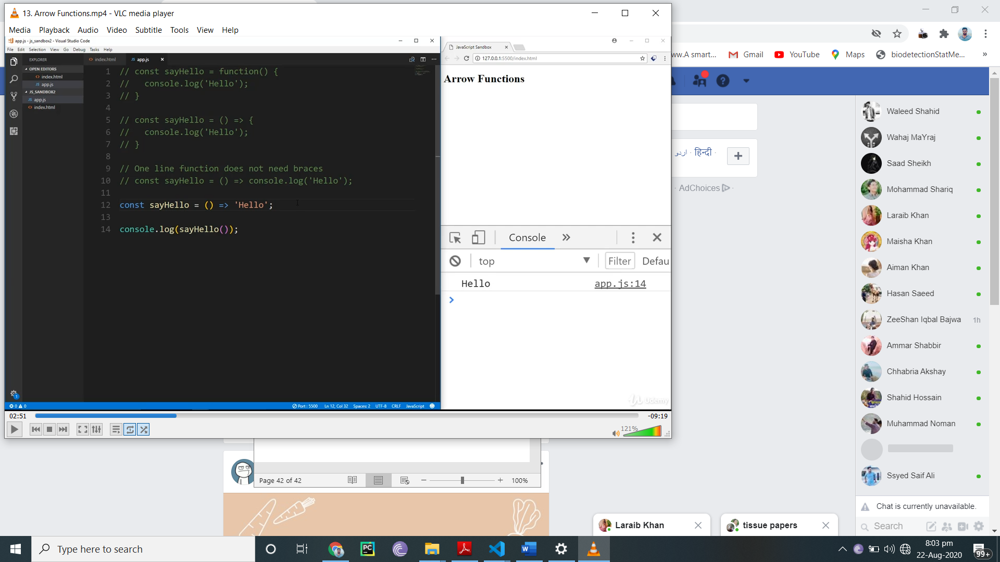 13. Arrow Functions.mp4 - VLC media player
Media Playback Audio Video Subtitle Tools View Help
app.js - js_sandbox2 - Visual Studio Code
File Edit Selection View Go Debug Tasks Help
EXPLORER
OPEN EDITORS
index.html
JS app.js
JS_SANDBOX2
JS app.js
index.html
index.html JS app.js
1 // const sayHello = function() {
2 //   console.log('Hello');
3 // }
4
5 // const sayHello = () => {
6 //   console.log('Hello');
7 // }
8
9 // One line function does not need braces
10 // const sayHello = () => console.log('Hello');
11
12 const sayHello = () => 'Hello';
13
14 console.log(sayHello());
0 0
Port : 5500 Ln 12, Col 32 Spaces: 2 UTF-8 CRLF JavaScript
JavaScript Sandbox
127.0.0.1:5500/index.html
Arrow Functions
Console
top Filter Defau
Hello app.js:14
Udemy
02:51 -09:19
121%
ww.A smart... Gmail YouTube Maps biodetectionStatMe... »
اردو · हिन्दी ·
AdChoices
Waleed Shahid
Wahaj MaYraj
Saad Sheikh
Mohammad Shariq
Laraib Khan
Maisha Khan
Aiman Khan
Hasan Saeed
ZeeShan Iqbal Bajwa 1h
Ammar Shabbir
Chhabria Akshay
Shahid Hossain
Muhammad Noman
Ssyed Saif Ali
Chat is currently unavailable.
Search
Page 42 of 42 100%
Laraib Khan
tissue papers
Type here to search
PC
8:03 pm
22-Aug-2020
99+